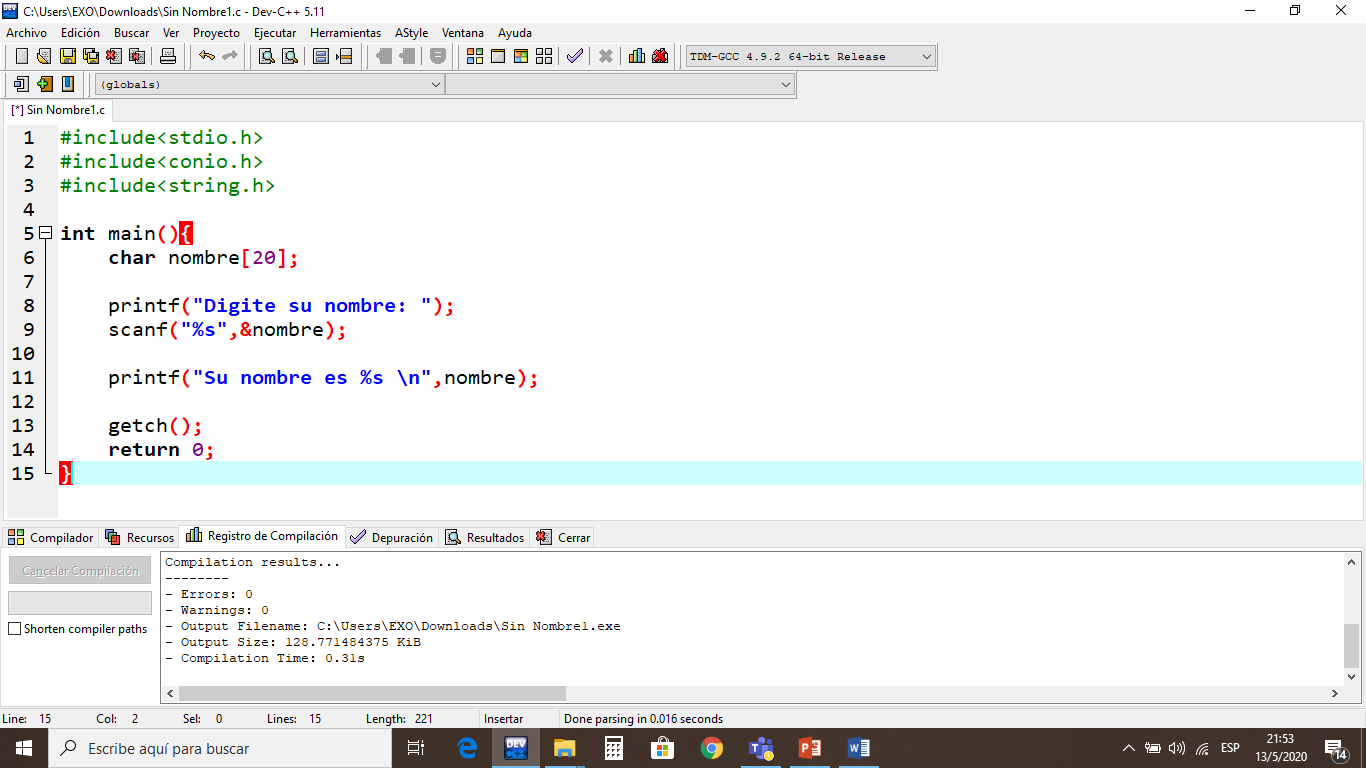 C:\Users\EXO\Downloads\Sin Nombre1.c - Dev-C++ 5.11
Archivo Edición Buscar Ver Proyecto Ejecutar Herramientas AStyle Ventana Ayuda
TDM-GCC 4.9.2 64-bit Release
(globals)
[*] Sin Nombre1.c
1 #include<stdio.h>
2 #include<conio.h>
3 #include<string.h>
4
5 int main(){
6 char nombre[20];
7
8 printf("Digite su nombre: ");
9 scanf("%s",&nombre);
10
11 printf("Su nombre es %s \n",nombre);
12
13 getch();
14 return 0;
15 }
Compilador Recursos Registro de Compilación Depuración Resultados Cerrar
Cancelar Compilación
Shorten compiler paths
Compilation results...
--------
- Errors: 0
- Warnings: 0
- Output Filename: C:\Users\EXO\Downloads\Sin Nombre1.exe
- Output Size: 128.771484375 KiB
- Compilation Time: 0.31s
Line: 15 Col: 2 Sel: 0 Lines: 15 Length: 221 Insertar Done parsing in 0.016 seconds
Escribe aquí para buscar
DEV
ESP
21:53
13/5/2020
14